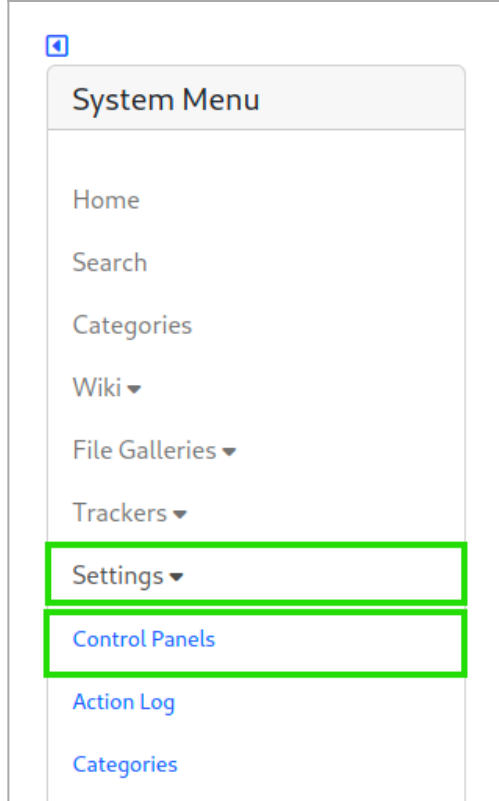 System Menu
Home
Search
Categories
Wiki
File Galleries
Trackers
Settings
Control Panels
Action Log
Categories